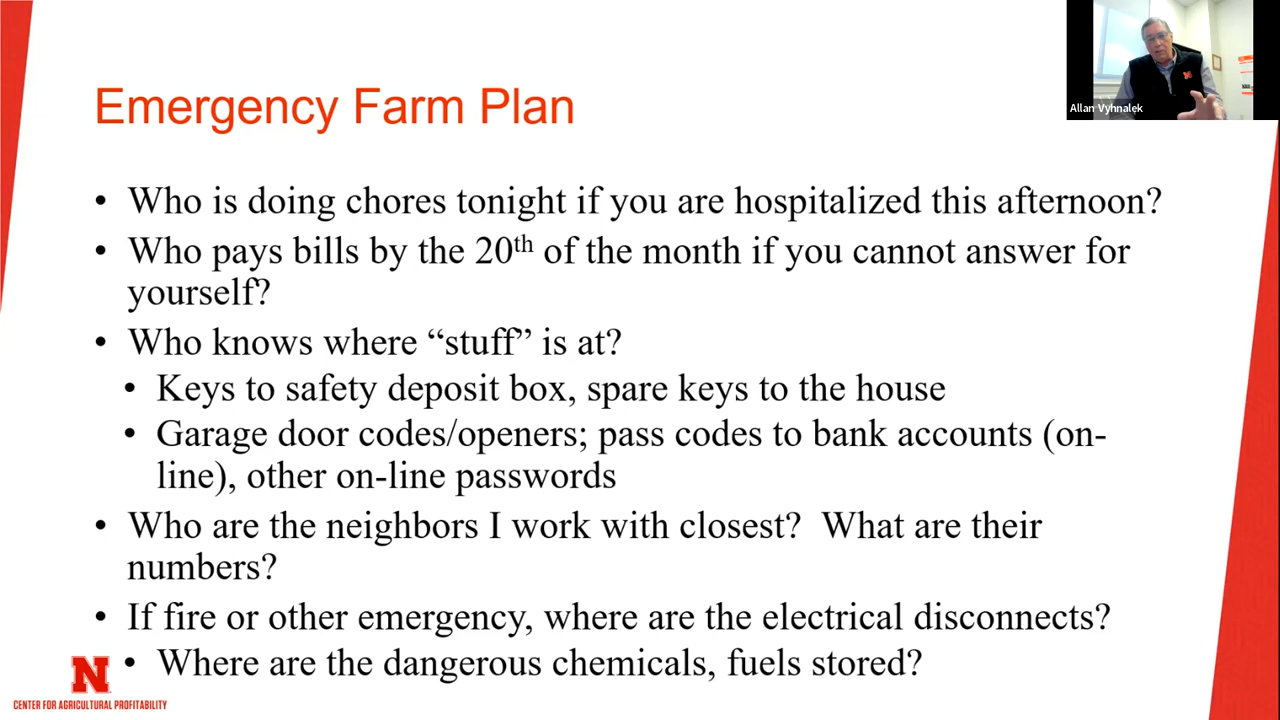 Allan Vyhnalek
Emergency Farm Plan
• Who is doing chores tonight if you are hospitalized this afternoon?
• Who pays bills by the 20th of the month if you cannot answer for
yourself?
• Who knows where “stuff” is at?
• Keys to safety deposit box, spare keys to the house
• Garage door codes/openers; pass codes to bank accounts (on-
line), other on-line passwords
• Who are the neighbors I work with closest?  What are their
numbers?
• If fire or other emergency, where are the electrical disconnects?
• Where are the dangerous chemicals, fuels stored?
N
CENTER FOR AGRICULTURAL PROFITABILITY